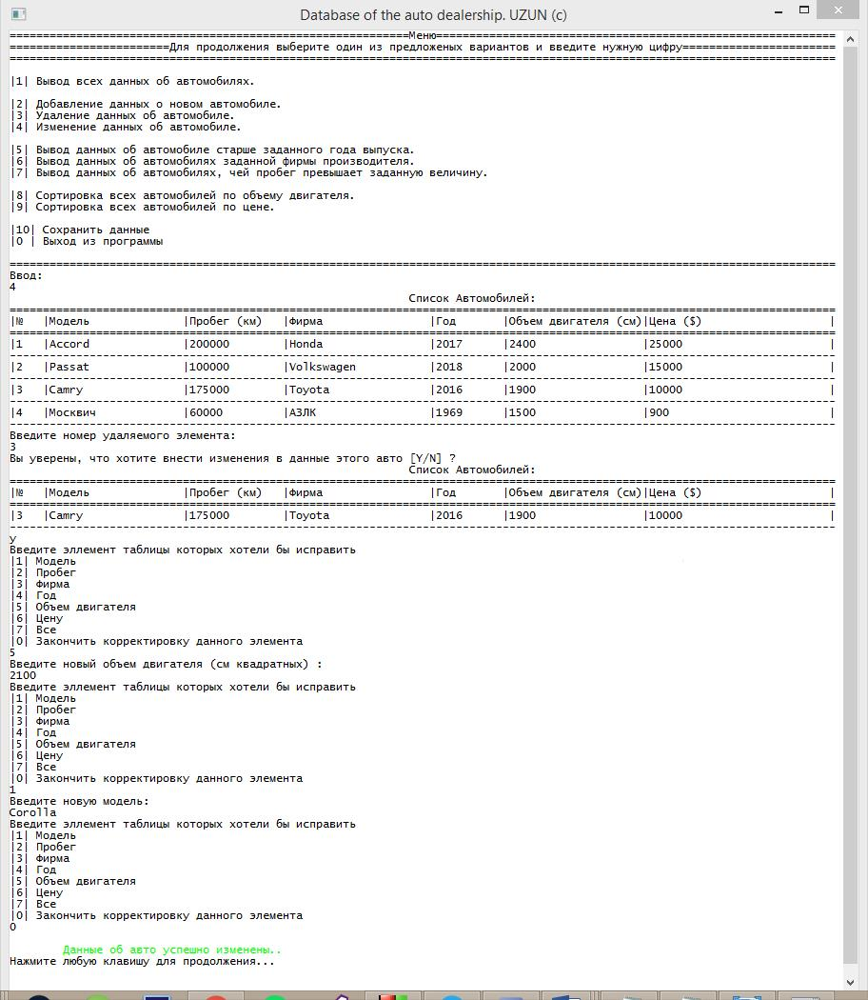 Database of the auto dealership. UZUN (c)
============================================================Меню============================================================
========================Для продолжения выберите один из предложеных вариантов и введите нужную цифру=======================
============================================================================================================================
|1| Вывод всех данных об автомобилях.
|2| Добавление данных о новом автомобиле.
|3| Удаление данных об автомобиле.
|4| Изменение данных об автомобиле.
|5| Вывод данных об автомобиле старше заданного года выпуска.
|6| Вывод данных об автомобилях заданной фирмы производителя.
|7| Вывод данных об автомобилях, чей пробег превышает заданную величину.
|8| Сортировка всех автомобилей по объему двигателя.
|9| Сортировка всех автомобилей по цене.
|10| Сохранить данные
|0 | Выход из программы
============================================================================================================================
Ввод:
4
Список Автомобилей:
============================================================================================================================
|№ |Модель |Пробег (км) |Фирма |Год |Объем двигателя (см)|Цена ($) |
============================================================================================================================
|1 |Accord |200000 |Honda |2017 |2400 |25000 |
----------------------------------------------------------------------------------------------------------------------------
|2 |Passat |100000 |Volkswagen |2018 |2000 |15000 |
----------------------------------------------------------------------------------------------------------------------------
|3 |Camry |175000 |Toyota |2016 |1900 |10000 |
----------------------------------------------------------------------------------------------------------------------------
|4 |Москвич |60000 |АЗЛК |1969 |1500 |900 |
----------------------------------------------------------------------------------------------------------------------------
Введите номер удаляемого элемента:
3
Вы уверены, что хотите внести изменения в данные этого авто [Y/N] ?
Список Автомобилей:
============================================================================================================================
|№ |Модель |Пробег (км) |Фирма |Год |Объем двигателя (см)|Цена ($) |
============================================================================================================================
|3 |Camry |175000 |Toyota |2016 |1900 |10000 |
----------------------------------------------------------------------------------------------------------------------------
y
Введите эллемент таблицы которых хотели бы исправить
|1| Модель
|2| Пробег
|3| Фирма
|4| Год
|5| Объем двигателя
|6| Цену
|7| Все
|0| Закончить корректировку данного элемента
5
Введите новый объем двигателя (см квадратных) :
2100
Введите эллемент таблицы которых хотели бы исправить
|1| Модель
|2| Пробег
|3| Фирма
|4| Год
|5| Объем двигателя
|6| Цену
|7| Все
|0| Закончить корректировку данного элемента
1
Введите новую модель:
Corolla
Введите эллемент таблицы которых хотели бы исправить
|1| Модель
|2| Пробег
|3| Фирма
|4| Год
|5| Объем двигателя
|6| Цену
|7| Все
|0| Закончить корректировку данного элемента
0
Данные об авто успешно изменены..
Нажмите любую клавишу для продолжения...